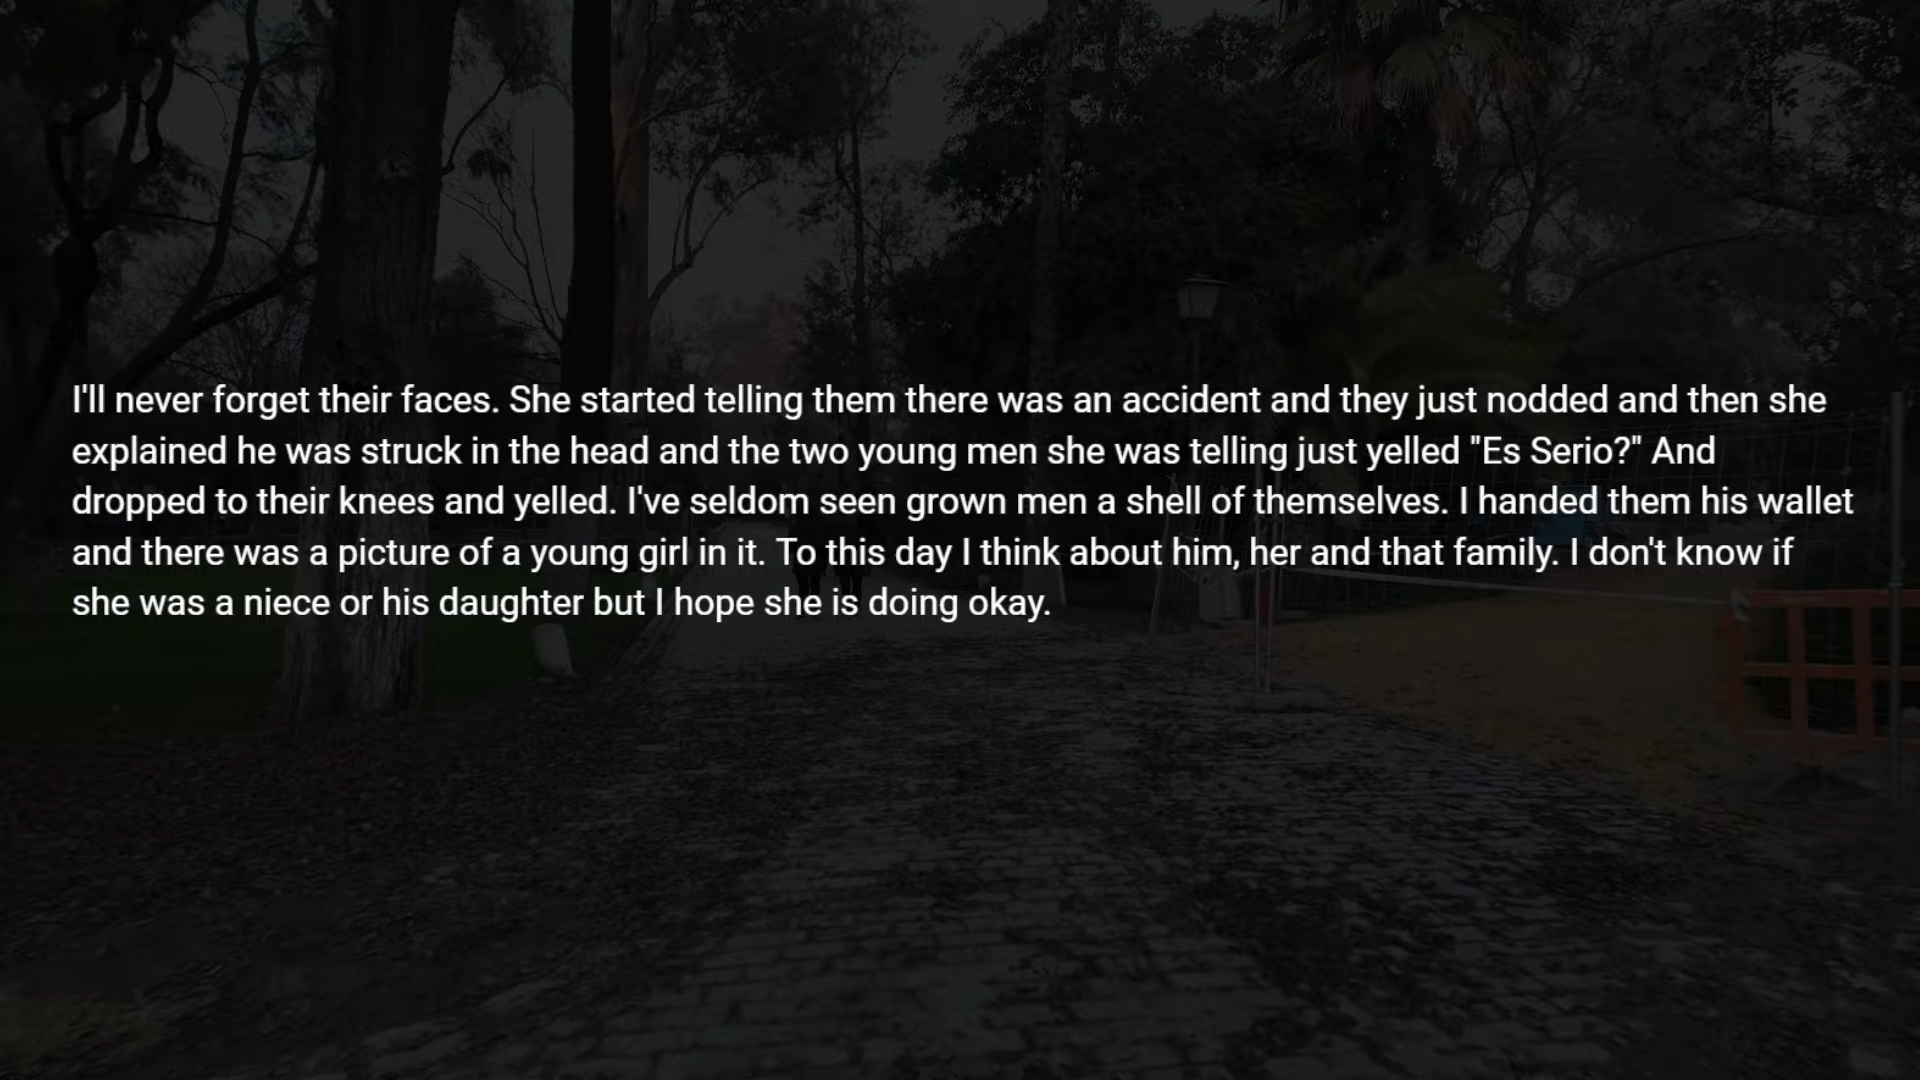 I'll never forget their faces. She started telling them there was an accident and they just nodded and then she
explained he was struck in the head and the two young men she was telling just yelled "Es Serio?" And
dropped to their knees and yelled. I've seldom seen grown men a shell of themselves. I handed them his wallet
and there was a picture of a young girl in it. To this day I think about him, her and that family. I don't know if
she was a niece or his daughter but I hope she is doing okay.